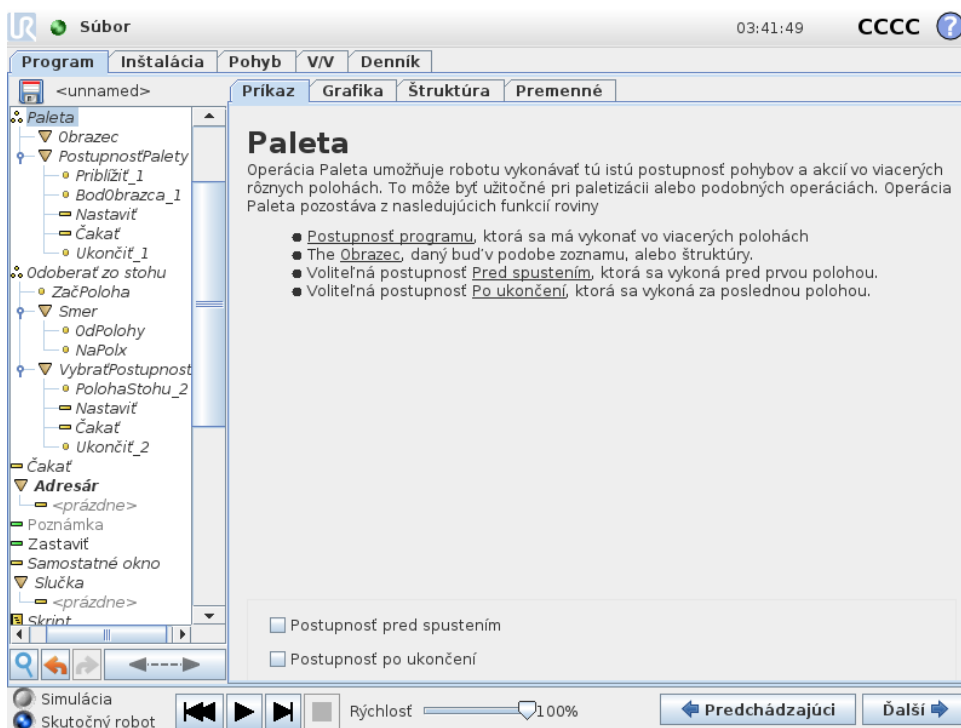 UR Súbor 03:41:49 CCCC ?
Program Inštalácia Pohyb V/V Denník
<unnamed>
Príkaz Grafika Štruktúra Premenné
Paleta
Obrazec
PostupnosťPalety
Priblížiť_1
BodObrazca_1
Nastaviť
Čakať
Ukončiť_1
Odoberať zo stohu
ZačPoloha
Smer
OdPolohy
NaPolx
VybraťPostupnosť
PolohaStohu_2
Nastaviť
Čakať
Ukončiť_2
Čakať
Adresár
<prázdne>
Poznámka
Zastaviť
Samostatné okno
Slučka
<prázdne>
Skript
Paleta
Operácia Paleta umožňuje robotu vykonávať tú istú postupnosť pohybov a akcií vo viacerých
rôznych polohách. To môže byť užitočné pri paletizácii alebo podobných operáciách. Operácia
Paleta pozostáva z nasledujúcich funkcií roviny
Postupnosť programu, ktorá sa má vykonať vo viacerých polohách
The Obrazec, daný buď'v podobe zoznamu, alebo štruktúry.
Voliteľná postupnosť Pred spustením, ktorá sa vykoná pred prvou polohou.
Voliteľná postupnosť Po ukončení, ktorá sa vykoná za poslednou polohou.
Postupnosť pred spustením
Postupnosť po ukončení
Simulácia
Skutočný robot
Rýchlosť 100%
Predchádzajúci
Ďalší